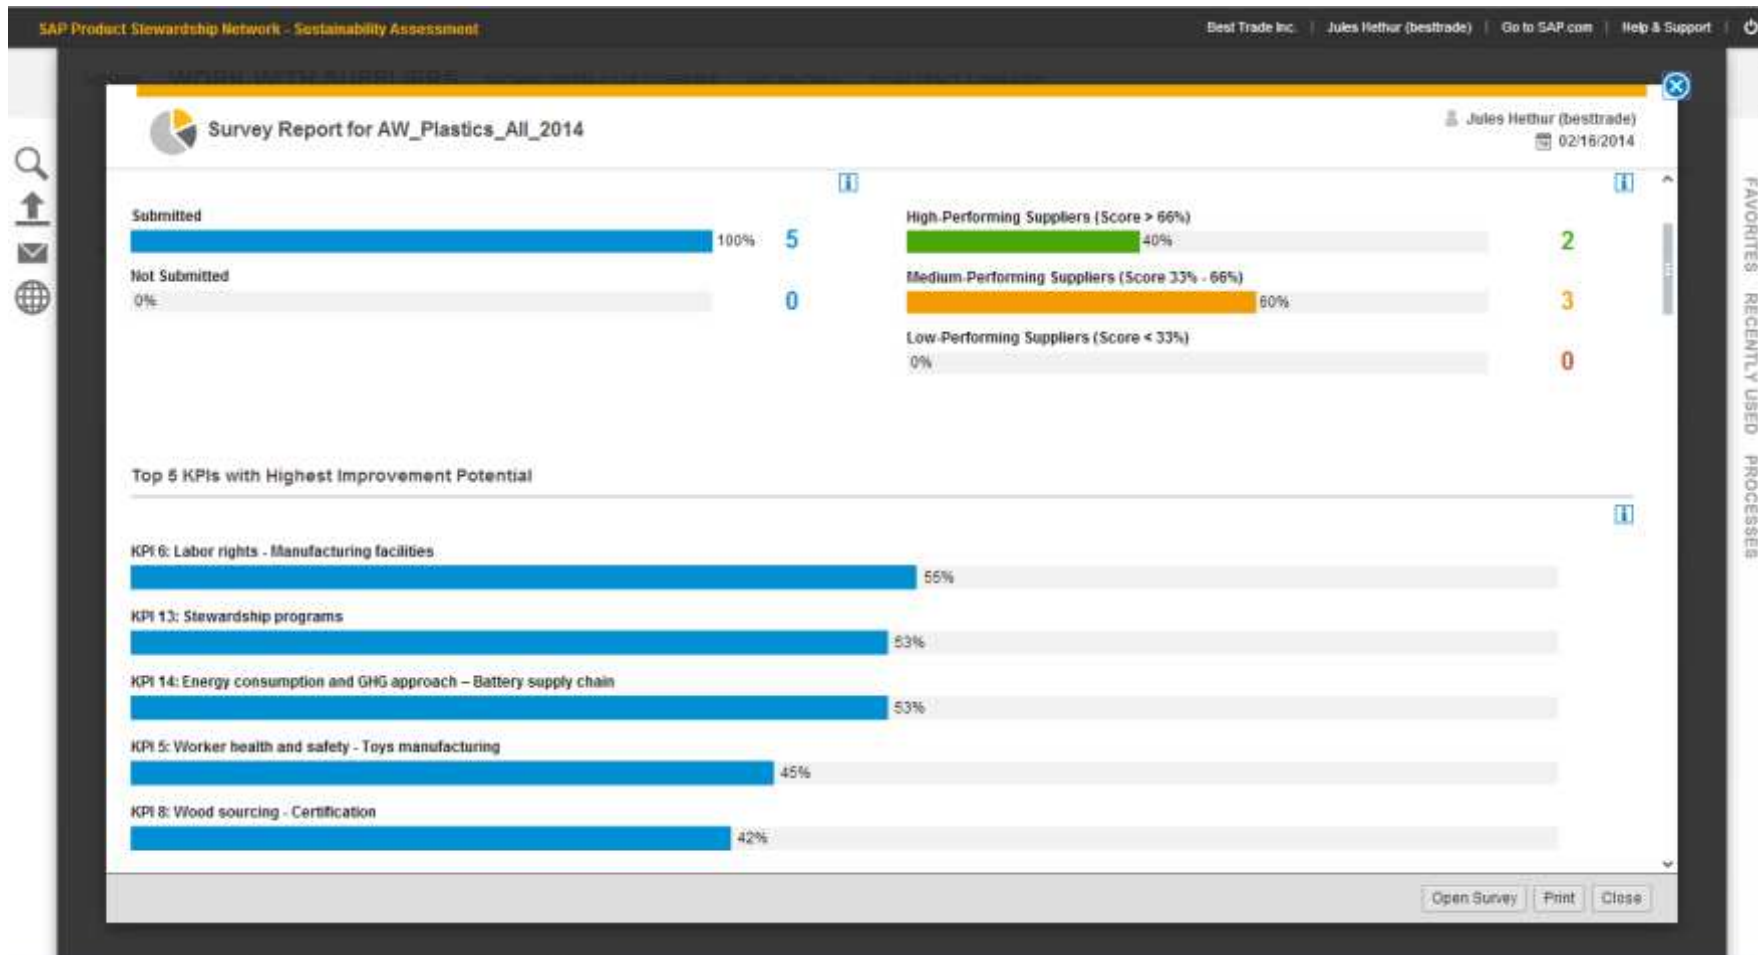 SAP Product Stewardship Network - Sustainability Assessment
Best Trade Inc. | Jules Hethur (besttrade) | Go to SAP.com | Help & Support
WORK WITH SUPPLIERS
Survey Report for AW_Plastics_All_2014
Jules Hethur (besttrade)
02/16/2014
Submitted
100% 5
Not Submitted
0% 0
High-Performing Suppliers (Score > 66%)
40% 2
Medium-Performing Suppliers (Score 33% - 66%)
60% 3
Low-Performing Suppliers (Score < 33%)
0% 0
Top 5 KPIs with Highest Improvement Potential
KPI 6: Labor rights - Manufacturing facilities
55%
KPI 13: Stewardship programs
53%
KPI 14: Energy consumption and GHG approach – Battery supply chain
53%
KPI 5: Worker health and safety - Toys manufacturing
45%
KPI 8: Wood sourcing - Certification
42%
Open Survey Print Close
FAVORITES RECENTLY USED PROCESSES